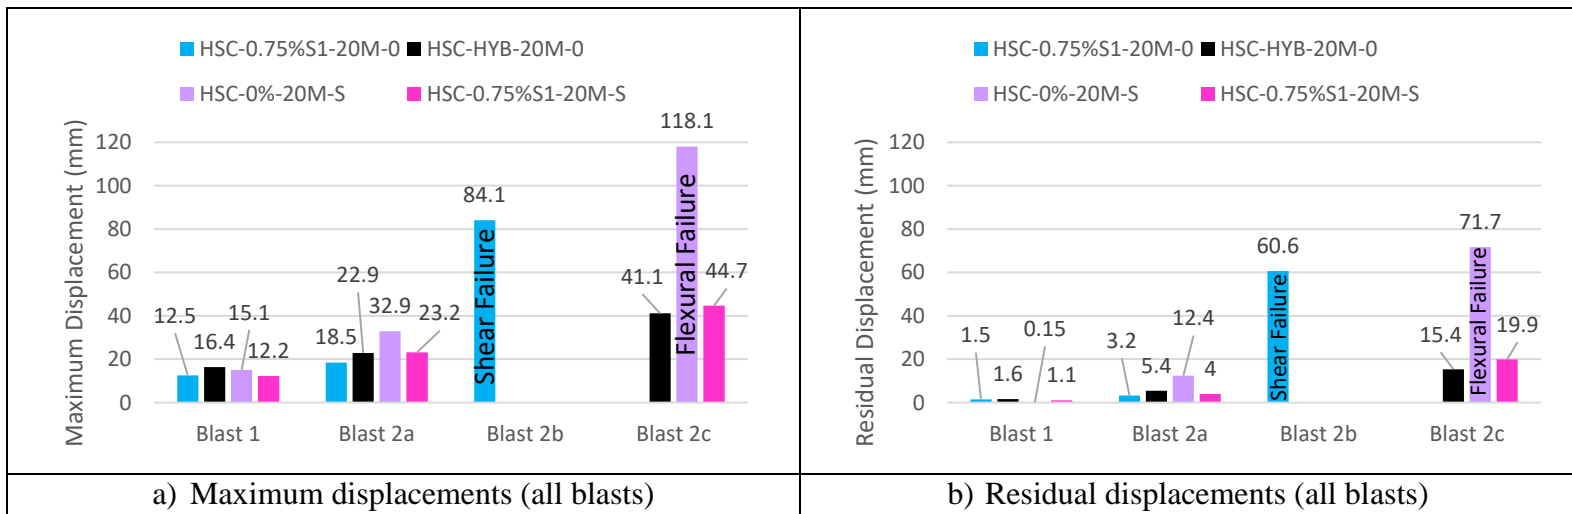 HSC-0.75%S1-20M-0 HSC-HYB-20M-0
HSC-0%-20M-S HSC-0.75%S1-20M-S
Maximum Displacement (mm)
120
100
80
60
40
20
0
12.5
16.4
15.1
12.2
18.5
22.9
32.9
23.2
84.1
Shear Failure
41.1
118.1
Flexural Failure
44.7
Blast 1 Blast 2a Blast 2b Blast 2c
a) Maximum displacements (all blasts)
HSC-0.75%S1-20M-0 HSC-HYB-20M-0
HSC-0%-20M-S HSC-0.75%S1-20M-S
Residual Displacement (mm)
120
100
80
60
40
20
0
1.5
1.6
0.15
1.1
3.2
5.4
12.4
4
60.6
Shear Failure
15.4
71.7
Flexural Failure
19.9
Blast 1 Blast 2a Blast 2b Blast 2c
b) Residual displacements (all blasts)